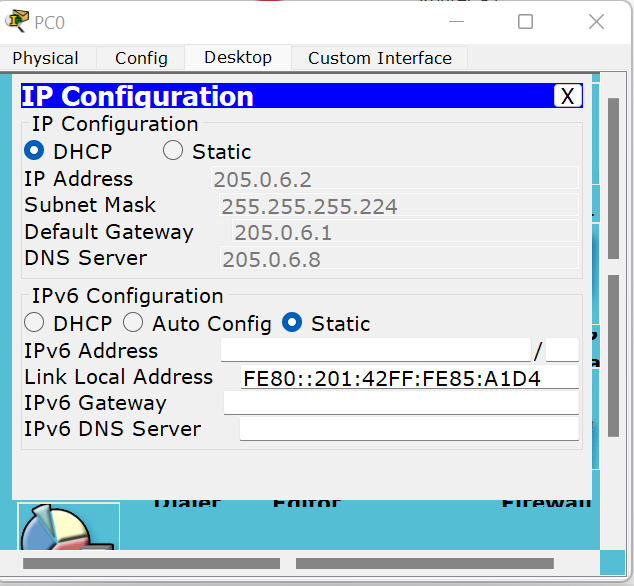 PC0
Physical Config Desktop Custom Interface
IP Configuration X
IP Configuration
DHCP Static
IP Address 205.0.6.2
Subnet Mask 255.255.255.224
Default Gateway 205.0.6.1
DNS Server 205.0.6.8
IPv6 Configuration
DHCP Auto Config Static
IPv6 Address /
Link Local Address FE80::201:42FF:FE85:A1D4
IPv6 Gateway
IPv6 DNS Server
Dialer Editor Firewall